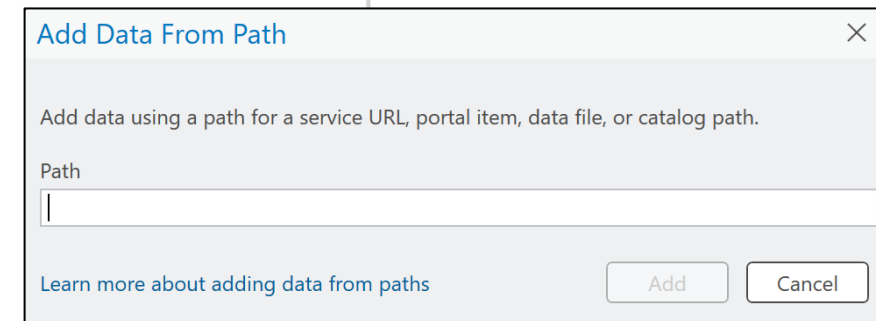 Add Data From Path
Add data using a path for a service URL, portal item, data file, or catalog path.
Path
Learn more about adding data from paths
Add
Cancel